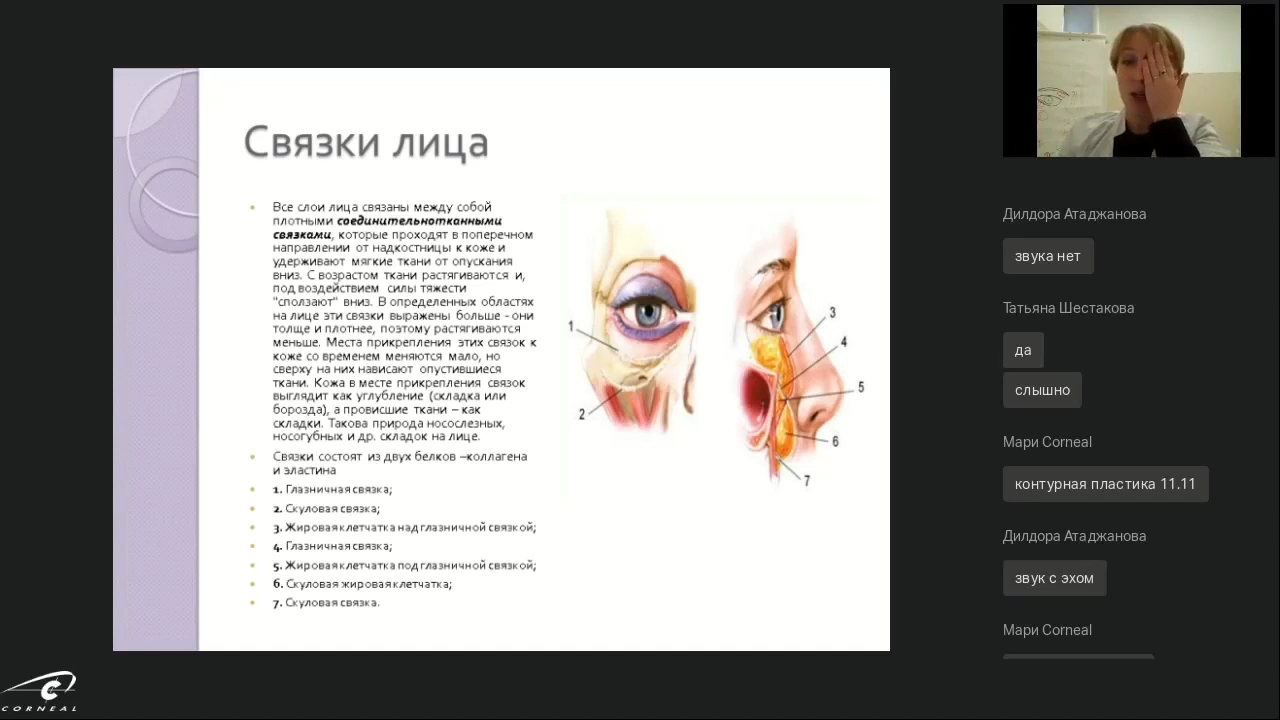 Связки лица
Все слои лица связаны между собой
плотными соединительнотканными
связками, которые проходят в поперечном
направлении от надкостницы к коже и
удерживают мягкие ткани от опускания
вниз. С возрастом ткани растягиваются и,
под воздействием силы тяжести
"сползают" вниз. В определенных областях
на лице эти связки выражены больше - они
толще и плотнее, поэтому растягиваются
меньше. Места прикрепления этих связок к
коже со временем меняются мало, но
сверху на них нависают опустившиеся
ткани. Кожа в месте прикрепления связок
выглядит как углубление (складка или
борозда), а провисшие ткани – как
складки. Такова природа носослезных,
носогубных и др. складок на лице.
Связки состоят из двух белков –коллагена
и эластина
1. Глазничная связка;
2. Скуловая связка;
3. Жировая клетчатка над глазничной связкой;
4. Глазничная связка;
5. Жировая клетчатка под глазничной связкой;
6. Скуловая жировая клетчатка;
7. Скуловая связка.
1
2
3
4
5
6
7
Дилдора Атаджанова
звука нет
Татьяна Шестакова
да
слышно
Мари Corneal
контурная пластика 11.11
Дилдора Атаджанова
звук с эхом
Мари Corneal
CORNEAL